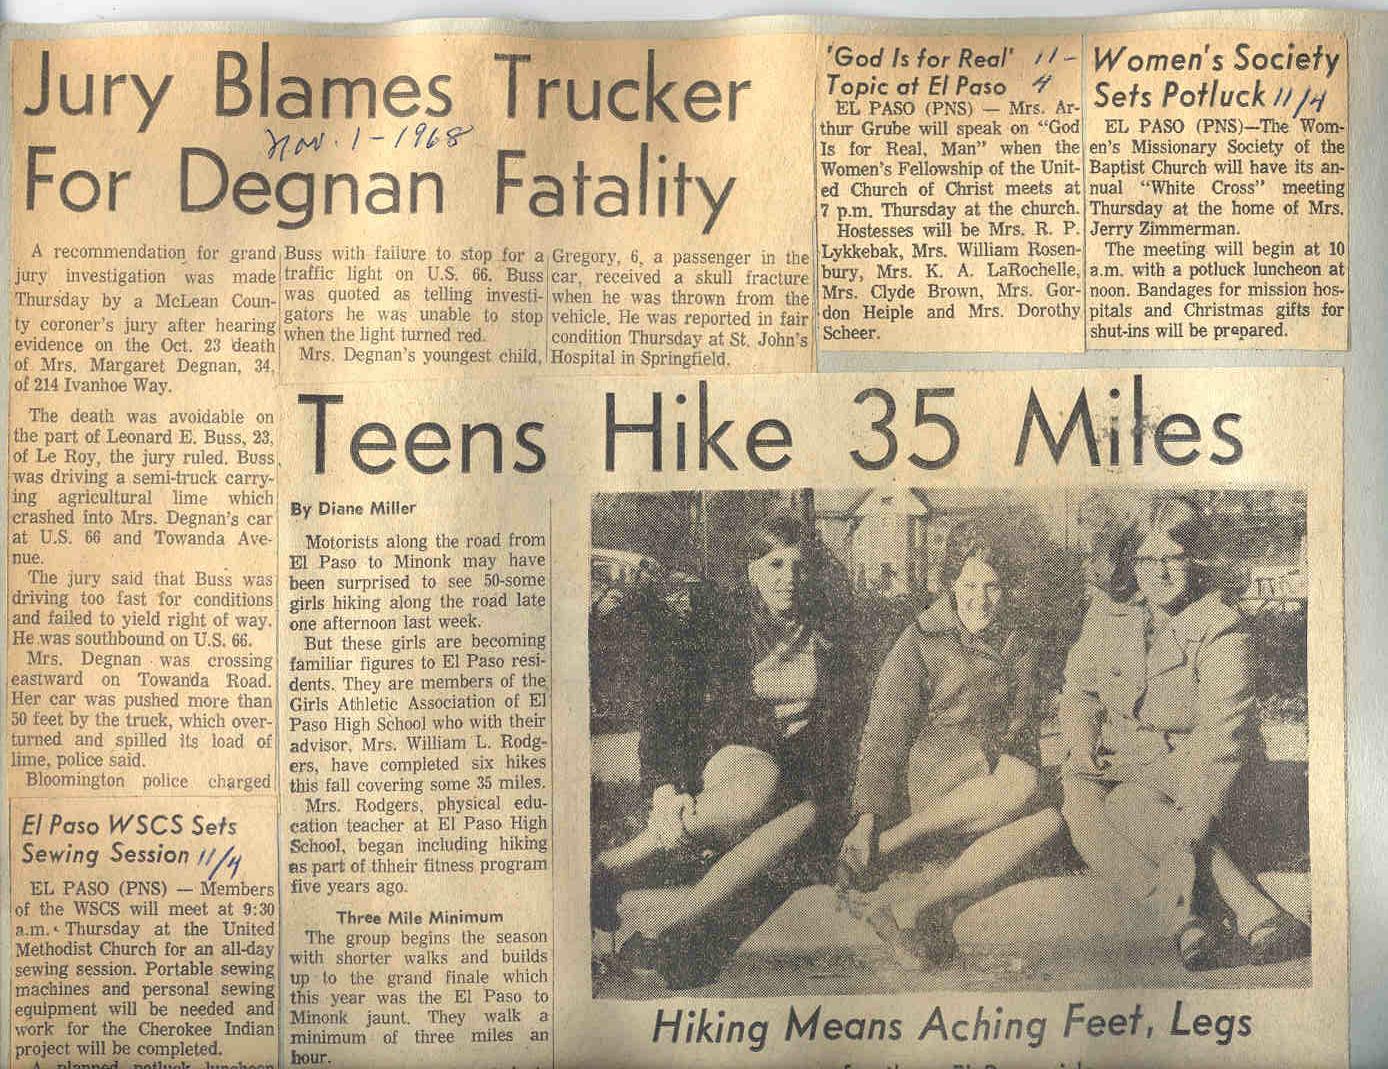 Jury Blames Trucker
Nov. 1-1968
For Degnan Fatality
A recommendation for grand
jury investigation was made
Thursday by a McLean Coun-
ty coroner's jury after hearing
evidence on the Oct. 23 death
of Mrs. Margaret Degnan, 34,
of 214 Ivanhoe Way.
The death was avoidable on
the part of Leonard E. Buss, 23,
of Le Roy, the jury ruled. Buss
was driving a semi-truck carry-
ing agricultural lime which
crashed into Mrs. Degnan's car
at U.S. 66 and Towanda Ave-
nue.
The jury said that Buss was
driving too fast for conditions
and failed to yield right of way.
He was southbound on U.S. 66.
Mrs. Degnan was crossing
eastward on Towanda Road.
Her car was pushed more than
50 feet by the truck, which over-
turned and spilled its load of
lime, police said.
Bloomington police charged
Buss with failure to stop for a
traffic light on U.S. 66. Buss
was quoted as telling investi-
gators he was unable to stop
when the light turned red.
Mrs. Degnan's youngest child,
Gregory, 6, a passenger in the
car, received a skull fracture
when he was thrown from the
vehicle. He was reported in fair
condition Thursday at St. John's
Hospital in Springfield.
'God Is for Real' 11-
Topic at El Paso 4
EL PASO (PNS) — Mrs. Ar-
thur Grube will speak on "God
Is for Real, Man" when the
Women's Fellowship of the Unit-
ed Church of Christ meets at
7 p.m. Thursday at the church.
Hostesses will be Mrs. R. P.
Lykkebak, Mrs. William Rosen-
bury, Mrs. K. A. LaRochelle,
Mrs. Clyde Brown, Mrs. Gor-
don Heiple and Mrs. Dorothy
Scheer.
Women's Society
Sets Potluck 11/4
EL PASO (PNS)—The Wom-
en's Missionary Society of the
Baptist Church will have its an-
nual "White Cross" meeting
Thursday at the home of Mrs.
Jerry Zimmerman.
The meeting will begin at 10
a.m. with a potluck luncheon at
noon. Bandages for mission hos-
pitals and Christmas gifts for
shut-ins will be prepared.
El Paso WSCS Sets
Sewing Session 11/4
EL PASO (PNS) — Members
of the WSCS will meet at 9:30
a.m. Thursday at the United
Methodist Church for an all-day
sewing session. Portable sewing
machines and personal sewing
equipment will be needed and
work for the Cherokee Indian
project will be completed.
A planned potluck luncheon
Teens Hike 35 Miles
By Diane Miller
Motorists along the road from
El Paso to Minonk may have
been surprised to see 50-some
girls hiking along the road late
one afternoon last week.
But these girls are becoming
familiar figures to El Paso resi-
dents. They are members of the
Girls Athletic Association of El
Paso High School who with their
advisor, Mrs. William L. Rodg-
ers, have completed six hikes
this fall covering some 35 miles.
Mrs. Rodgers, physical edu-
cation teacher at El Paso High
School, began including hiking
as part of thheir fitness program
five years ago.
Three Mile Minimum
The group begins the season
with shorter walks and builds
up to the grand finale which
this year was the El Paso to
Minonk jaunt. They walk a
minimum of three miles an
hour.
Hiking Means Aching Feet, Legs